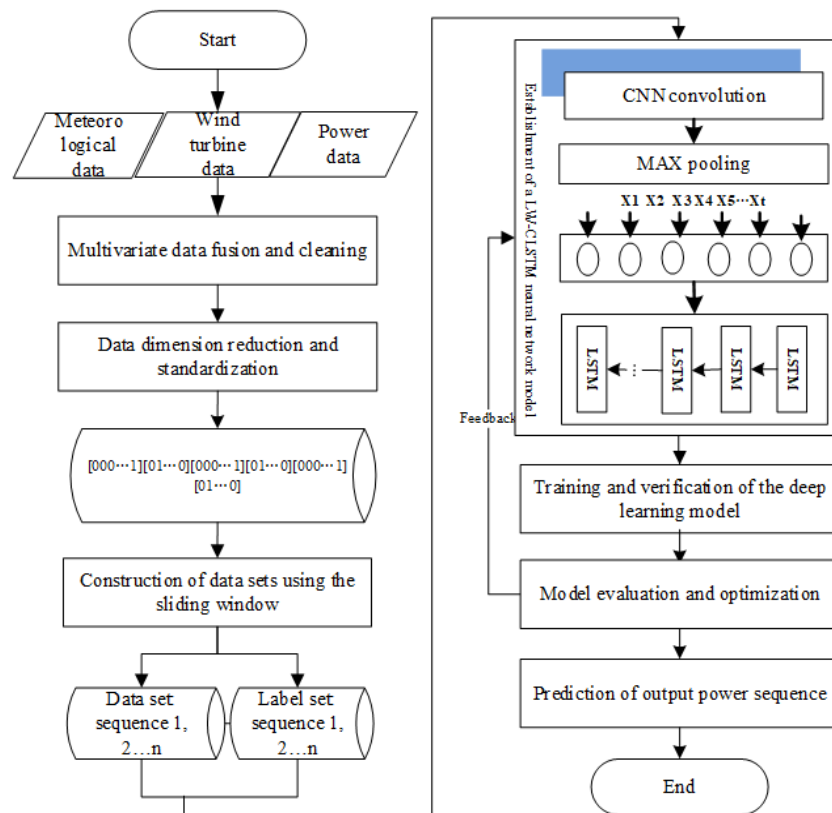 Start
Meteoro
logical
data
Wind
turbine
data
Power
data
Multivariate data fusion and cleaning
Data dimension reduction and
standardization
[000⋯1][01⋯0][000⋯1][01⋯0][000⋯1]
[01⋯0]
Construction of data sets using the
sliding window
Data set
sequence 1,
2…n
Label set
sequence 1,
2…n
Establishment of a LW-CLSTM neural network model
CNN convolution
MAX pooling
X1 X2 X3 X4 X5⋯Xt
LSTM
⋯
LSTM
LSTM
LSTM
Feedback
Training and verification of the deep
learning model
Model evaluation and optimization
Prediction of output power sequence
End